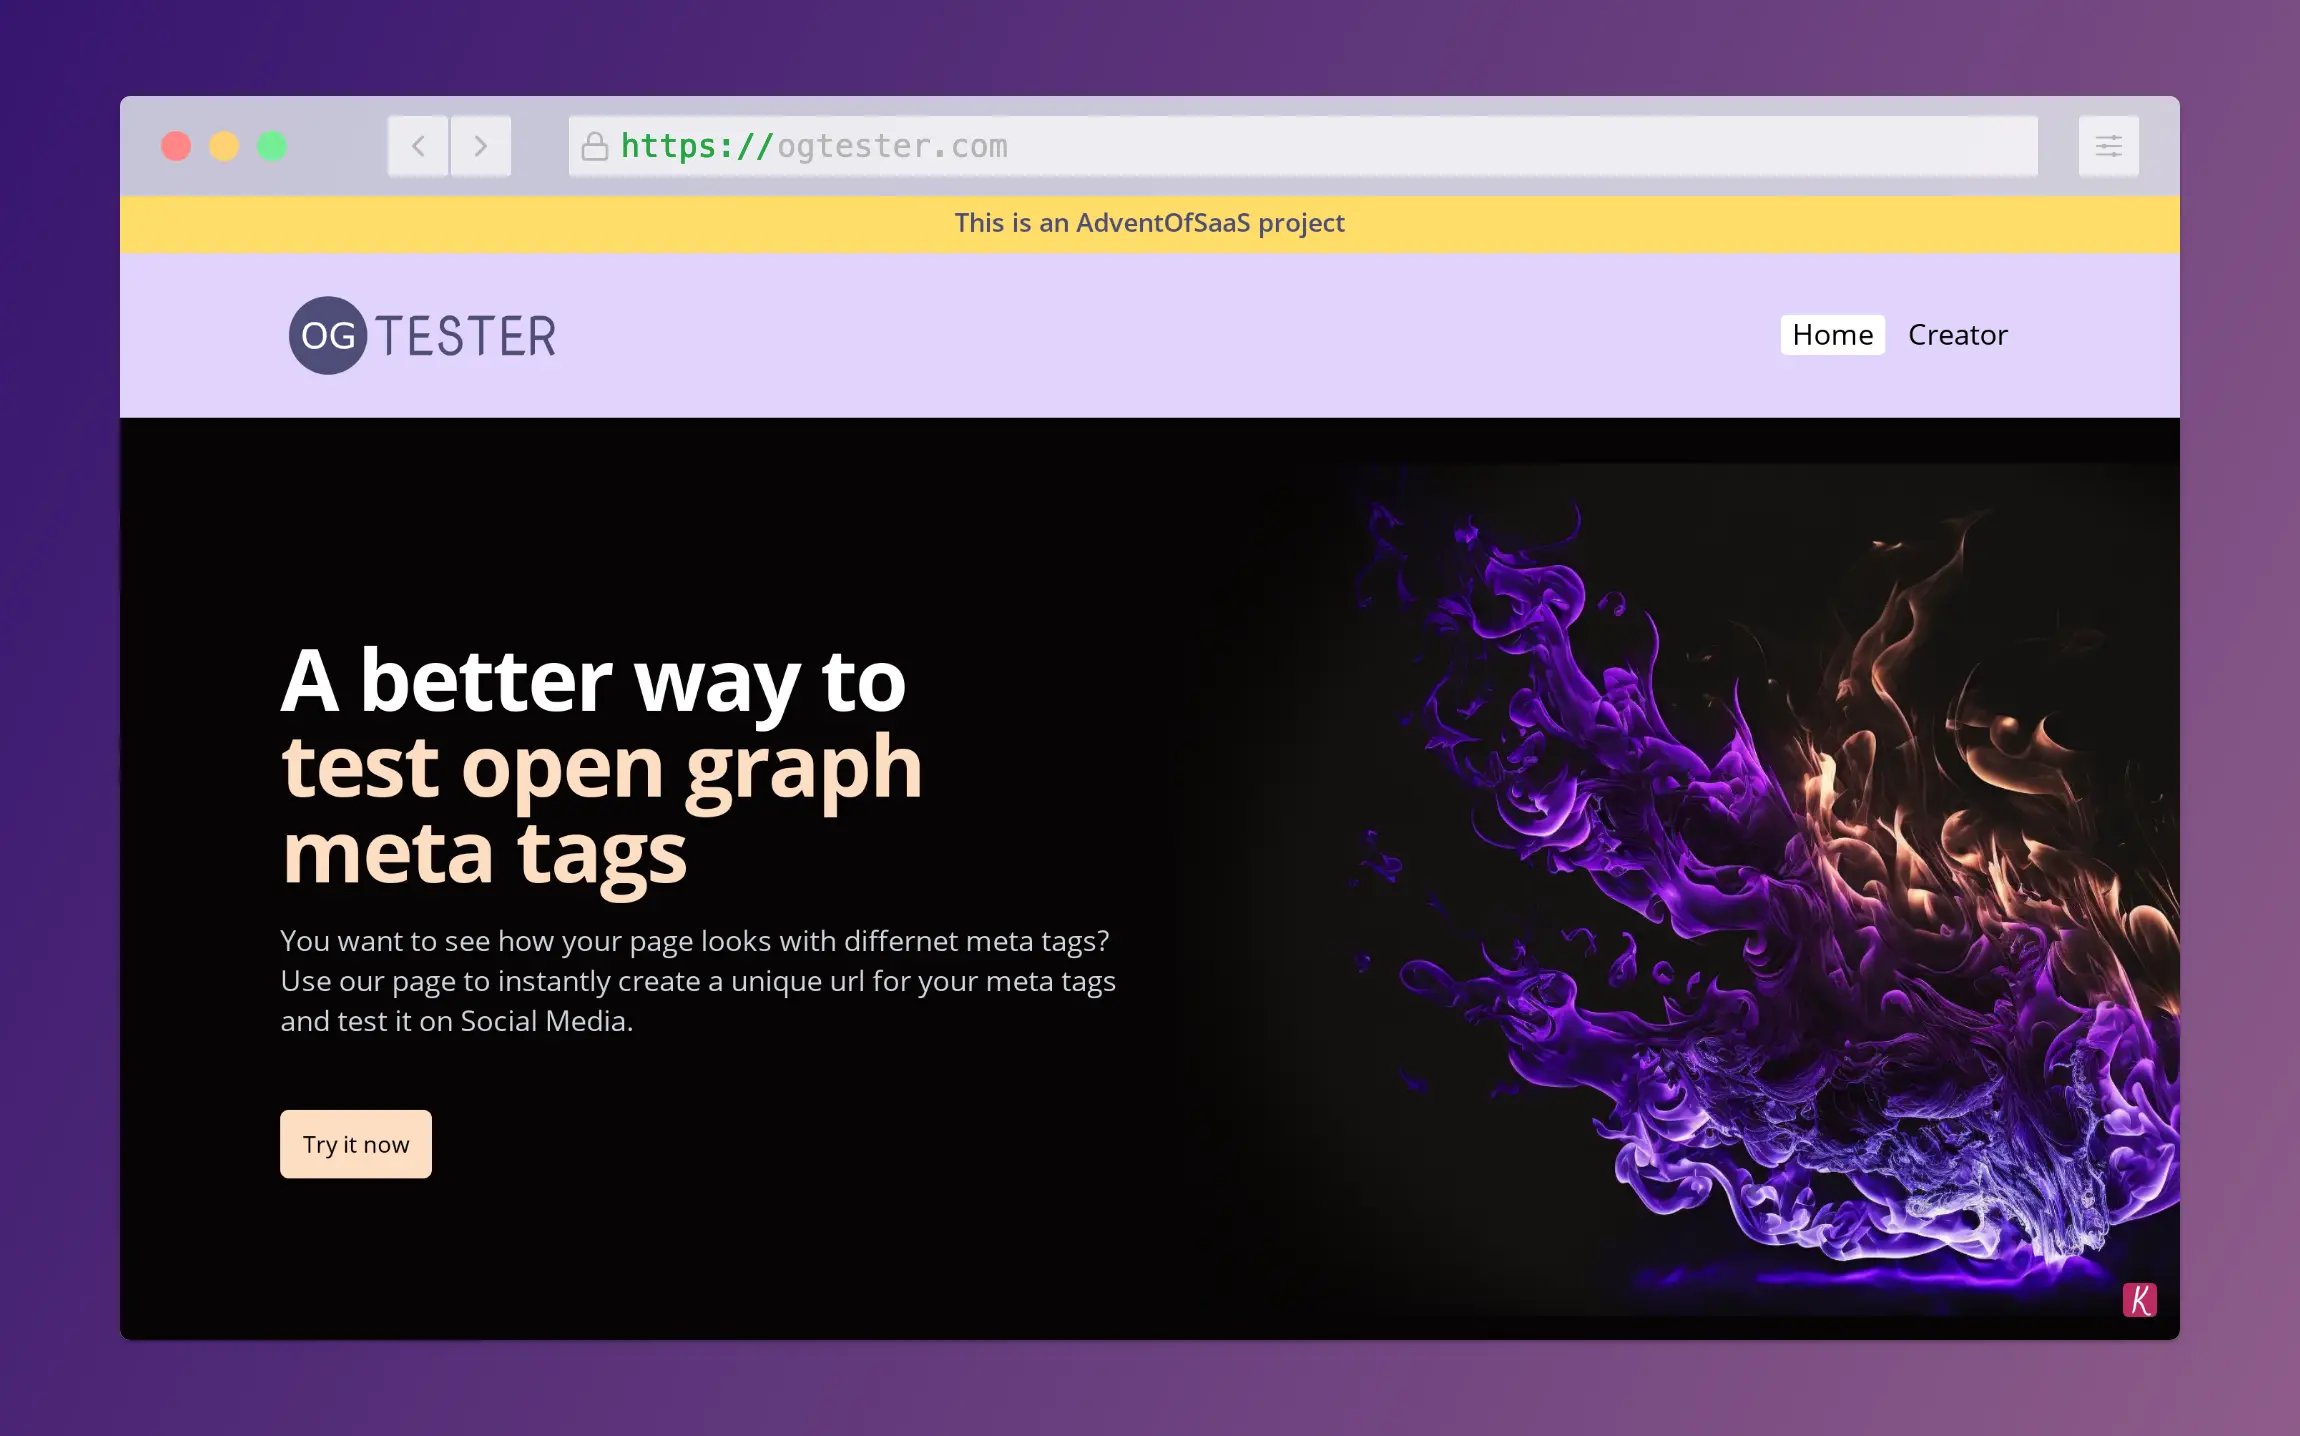 https://ogtester.com
This is an AdventOfSaaS project
OG TESTER
Home Creator
A better way to
test open graph
meta tags
You want to see how your page looks with differnet meta tags?
Use our page to instantly create a unique url for your meta tags
and test it on Social Media.
Try it now
K